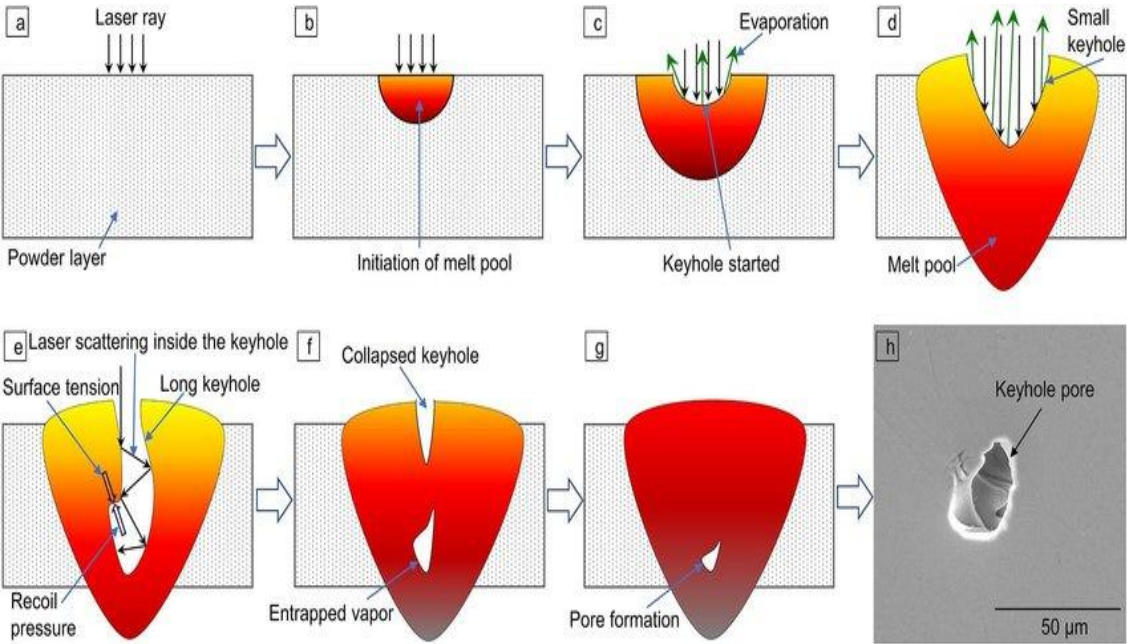 a
Laser ray
Powder layer
b
Initiation of melt pool
c
Evaporation
Keyhole started
d
Small
keyhole
Melt pool
e
Laser scattering inside the keyhole
Surface tension
Long keyhole
Recoil
pressure
f
Collapsed keyhole
Entrapped vapor
g
Pore formation
h
Keyhole pore
50 µm